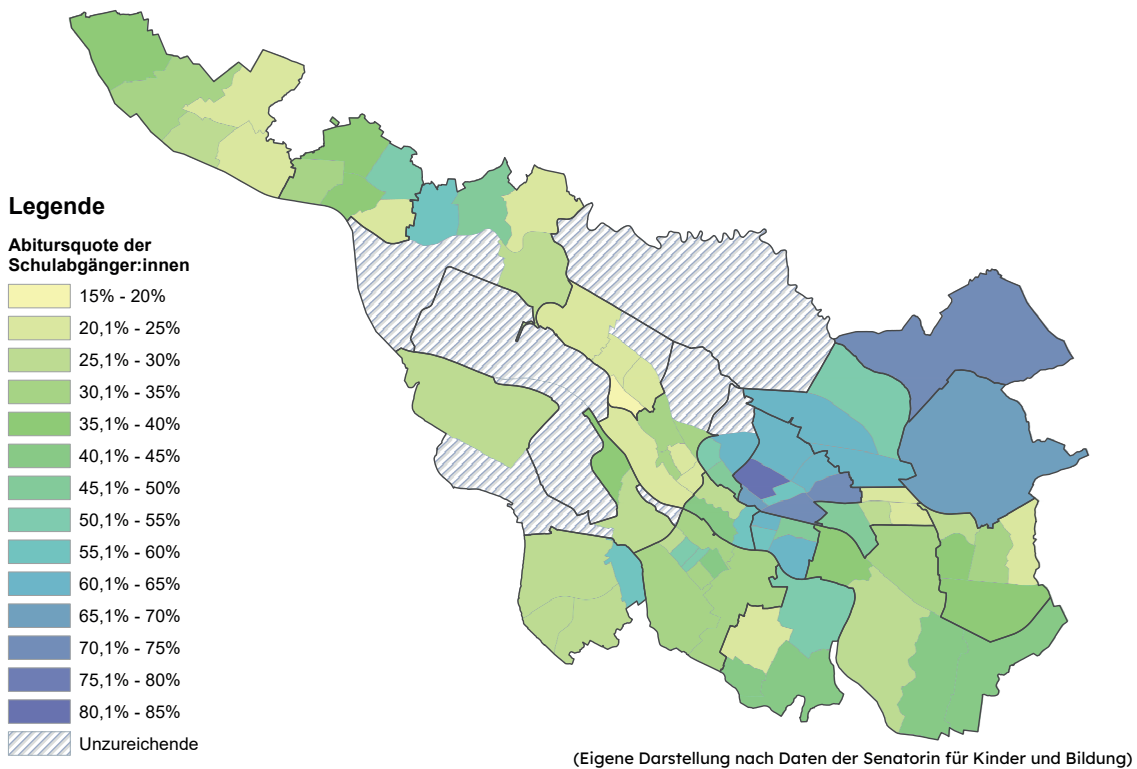 Legende
Abitursquote der
Schulabgänger:innen
15% - 20%
20,1% - 25%
25,1% - 30%
30,1% - 35%
35,1% - 40%
40,1% - 45%
45,1% - 50%
50,1% - 55%
55,1% - 60%
60,1% - 65%
65,1% - 70%
70,1% - 75%
75,1% - 80%
80,1% - 85%
Unzureichende
(Eigene Darstellung nach Daten der Senatorin für Kinder und Bildung)